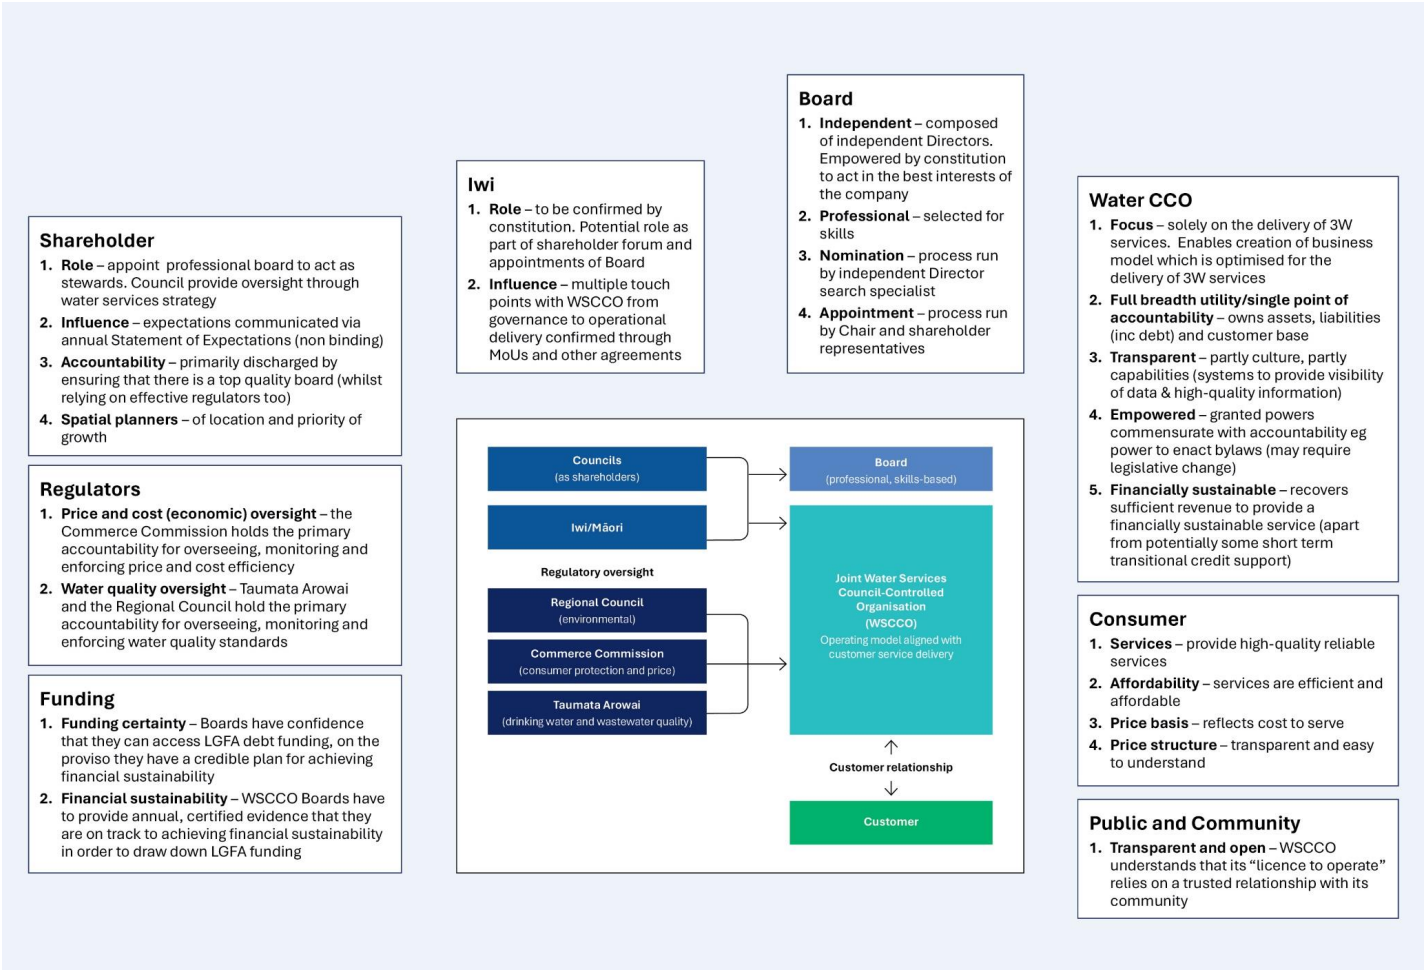 Shareholder
1. Role – appoint  professional board to act as
stewards. Council provide oversight through
water services strategy
2. Influence – expectations communicated via
annual Statement of Expectations (non binding)
3. Accountability – primarily discharged by
ensuring that there is a top quality board (whilst
relying on effective regulators too)
4. Spatial planners – of location and priority of
growth
Regulators
1. Price and cost (economic) oversight – the
Commerce Commission holds the primary
accountability for overseeing, monitoring and
enforcing price and cost efficiency
2. Water quality oversight – Taumata Arowai
and the Regional Council hold the primary
accountability for overseeing, monitoring and
enforcing water quality standards
Funding
1. Funding certainty – Boards have confidence
that they can access LGFA debt funding, on the
proviso they have a credible plan for achieving
financial sustainability
2. Financial sustainability – WSCCO Boards have
to provide annual, certified evidence that they
are on track to achieving financial sustainability
in order to draw down LGFA funding
Iwi
1. Role – to be confirmed by
constitution. Potential role as
part of shareholder forum and
appointments of Board
2. Influence – multiple touch
points with WSCCO from
governance to operational
delivery confirmed through
MoUs and other agreements
Board
1. Independent – composed
of independent Directors.
Empowered by constitution
to act in the best interests of
the company
2. Professional – selected for
skills
3. Nomination – process run
by independent Director
search specialist
4. Appointment – process run
by Chair and shareholder
representatives
Councils
(as shareholders)
Iwi/Māori
Regulatory oversight
Regional Council
(environmental)
Commerce Commission
(consumer protection and price)
Taumata Arowai
(drinking water and wastewater quality)
Board
(professional, skills-based)
Joint Water Services
Council-Controlled
Organisation
(WSCCO)
Operating model aligned with
customer service delivery
Customer relationship
Customer
Water CCO
1. Focus – solely on the delivery of 3W
services.  Enables creation of business
model which is optimised for the
delivery of 3W services
2. Full breadth utility/single point of
accountability – owns assets, liabilities
(inc debt) and customer base
3. Transparent – partly culture, partly
capabilities (systems to provide visibility
of data & high-quality information)
4. Empowered – granted powers
commensurate with accountability eg
power to enact bylaws (may require
legislative change)
5. Financially sustainable – recovers
sufficient revenue to provide a
financially sustainable service (apart
from potentially some short term
transitional credit support)
Consumer
1. Services – provide high-quality reliable
services
2. Affordability – services are efficient and
affordable
3. Price basis – reflects cost to serve
4. Price structure – transparent and easy
to understand
Public and Community
1. Transparent and open – WSCCO
understands that its “licence to operate”
relies on a trusted relationship with its
community